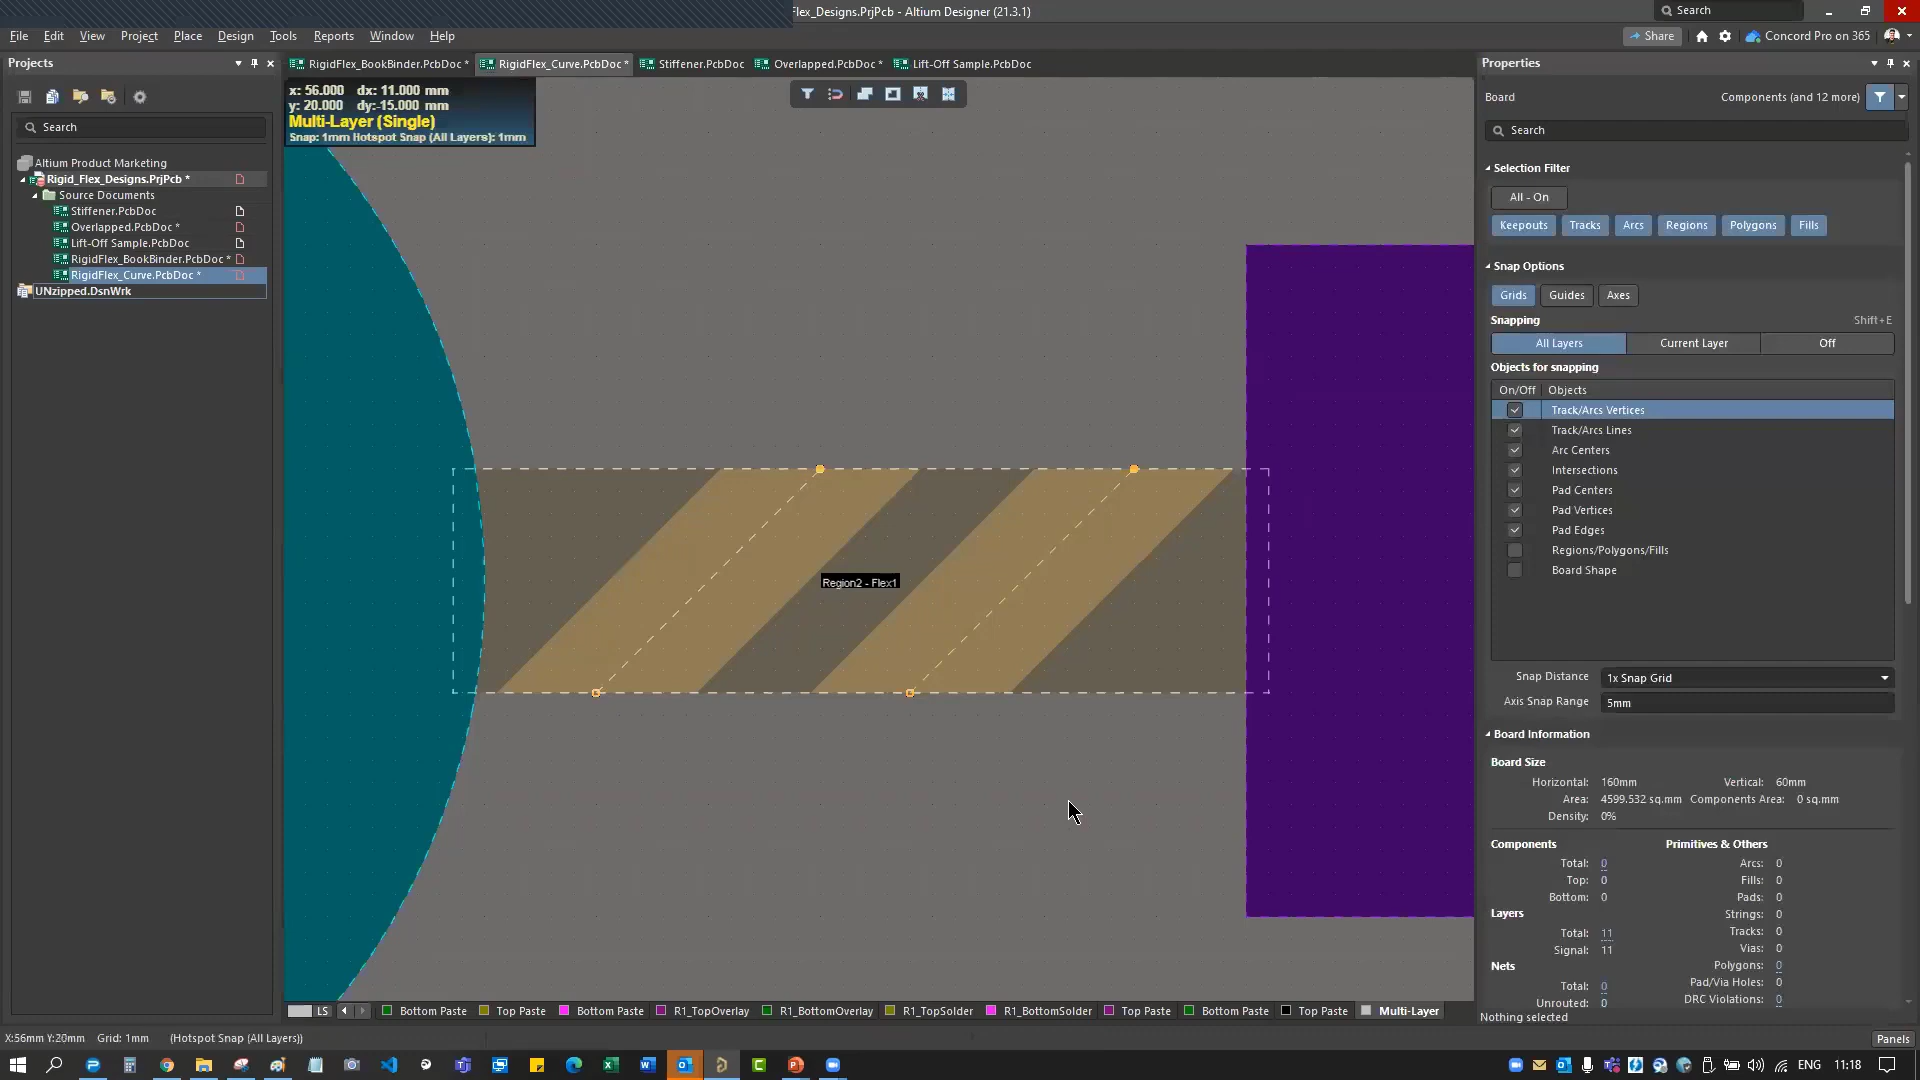 Flex_Designs.PrjPcb - Altium Designer (21.3.1)
Search
File Edit View Project Place Design Tools Reports Window Help
Share
Concord Pro on 365
Projects
Search
Altium Product Marketing
Rigid_Flex_Designs.PrjPcb *
Source Documents
Stiffener.PcbDoc
Overlapped.PcbDoc *
Lift-Off Sample.PcbDoc
RigidFlex_BookBinder.PcbDoc *
RigidFlex_Curve.PcbDoc *
UNzipped.DsnWrk
RigidFlex_BookBinder.PcbDoc * RigidFlex_Curve.PcbDoc * Stiffener.PcbDoc Overlapped.PcbDoc * Lift-Off Sample.PcbDoc
x: 56.000 dx: 11.000 mm
y: 20.000 dy:-15.000 mm
Multi-Layer (Single)
Snap: 1mm Hotspot Snap (All Layers): 1mm
Region2 - Flex1
LS Bottom Paste Top Paste Bottom Paste R1_TopOverlay R1_BottomOverlay R1_TopSolder R1_BottomSolder Top Paste Bottom Paste Top Paste Multi-Layer
Properties
Board Components (and 12 more)
Search
Selection Filter
All - On
Keepouts Tracks Arcs Regions Polygons Fills
Snap Options
Grids Guides Axes
Snapping Shift+E
All Layers Current Layer Off
Objects for snapping
On/Off Objects
Track/Arcs Vertices
Track/Arcs Lines
Arc Centers
Intersections
Pad Centers
Pad Vertices
Pad Edges
Regions/Polygons/Fills
Board Shape
Snap Distance 1x Snap Grid
Axis Snap Range 5mm
Board Information
Board Size
Horizontal: 160mm Vertical: 60mm
Area: 4599.532 sq.mm Components Area: 0 sq.mm
Density: 0%
Components Primitives & Others
Total: 0 Arcs: 0
Top: 0 Fills: 0
Bottom: 0 Pads: 0
Layers Strings: 0
Total: 11 Tracks: 0
Signal: 11 Vias: 0
Nets Polygons: 0
Total: 0 Pad/Via Holes: 0
Unrouted: 0 DRC Violations: 0
Nothing selected
X:56mm Y:20mm Grid: 1mm (Hotspot Snap (All Layers))
Panels
ENG 11:18